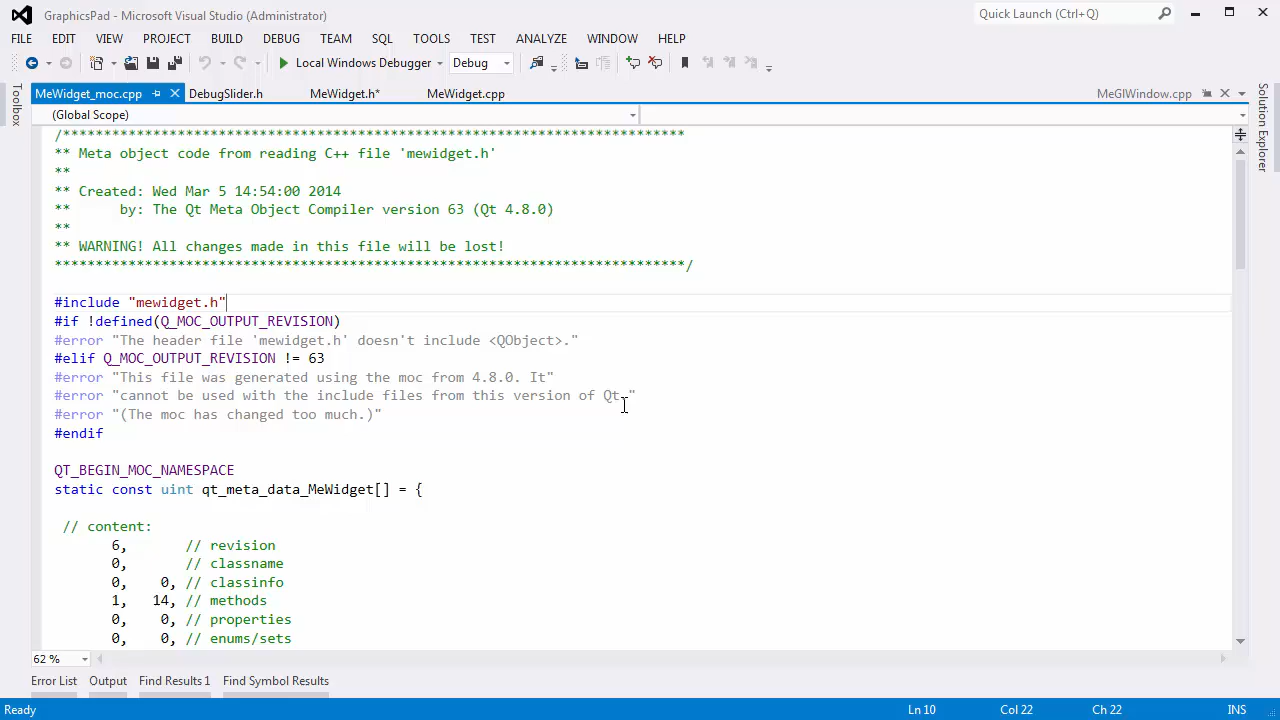 GraphicsPad - Microsoft Visual Studio (Administrator)
Quick Launch (Ctrl+Q)
FILE EDIT VIEW PROJECT BUILD DEBUG TEAM SQL TOOLS TEST ANALYZE WINDOW HELP
Local Windows Debugger Debug
MeWidget_moc.cpp DebugSlider.h MeWidget.h* MeWidget.cpp MeGlWindow.cpp
Toolbox
Solution Explorer
(Global Scope)
/*****************************************************************************
** Meta object code from reading C++ file 'mewidget.h'
**
** Created: Wed Mar 5 14:54:00 2014
**      by: The Qt Meta Object Compiler version 63 (Qt 4.8.0)
**
** WARNING! All changes made in this file will be lost!
*****************************************************************************/
#include "mewidget.h"
#if !defined(Q_MOC_OUTPUT_REVISION)
#error "The header file 'mewidget.h' doesn't include <QObject>."
#elif Q_MOC_OUTPUT_REVISION != 63
#error "This file was generated using the moc from 4.8.0. It"
#error "cannot be used with the include files from this version of Qt."
#error "(The moc has changed too much.)"
#endif
QT_BEGIN_MOC_NAMESPACE
static const uint qt_meta_data_MeWidget[] = {
// content:
6,       // revision
0,       // classname
0,    0, // classinfo
1,   14, // methods
0,    0, // properties
0,    0, // enums/sets
62 %
Error List Output Find Results 1 Find Symbol Results
Ready Ln 10 Col 22 Ch 22 INS